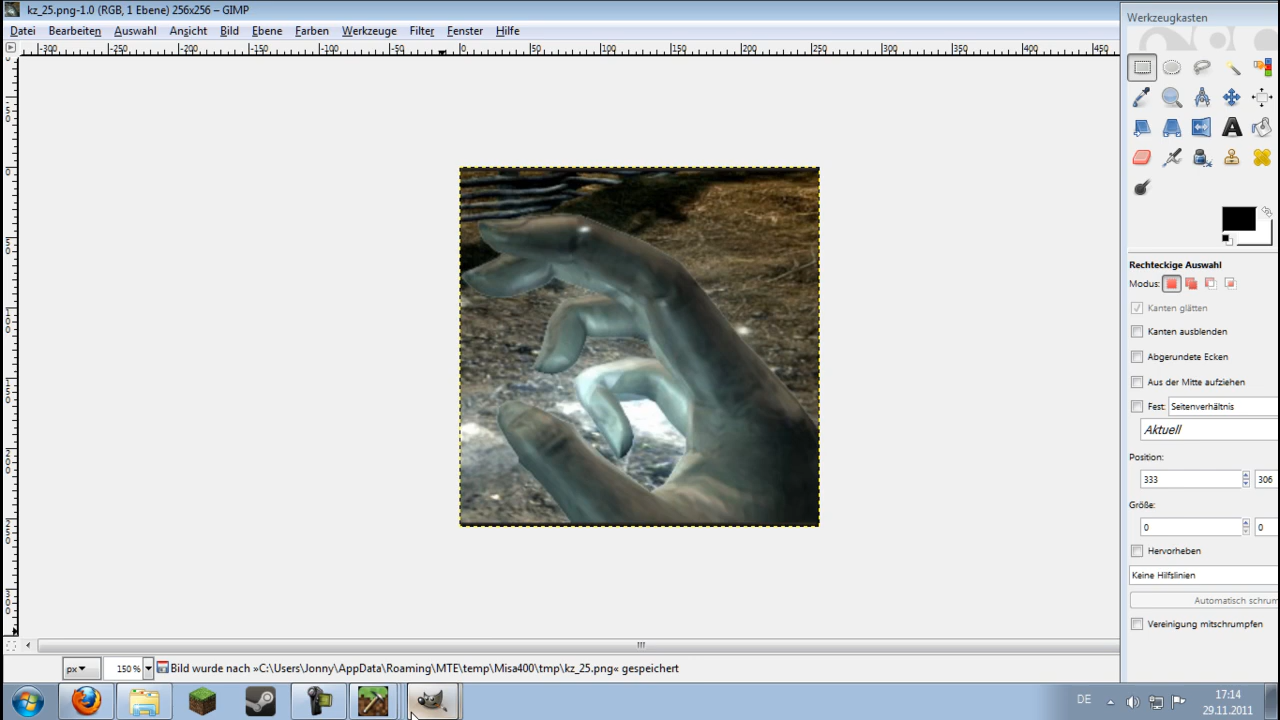 kz_25.png-1.0 (RGB, 1 Ebene) 256x256 – GIMP
Datei Bearbeiten Auswahl Ansicht Bild Ebene Farben Werkzeuge Filter Fenster Hilfe
-300 -250 -200 -150 -100 -50 0 50 100 150 200 250 300 350 400 450
Werkzeugkasten
Rechteckige Auswahl
Modus:
Kanten glätten
Kanten ausblenden
Abgerundete Ecken
Aus der Mitte aufziehen
Fest: Seitenverhältnis
Aktuell
Position:
333 306
Größe:
0 0
Hervorheben
Keine Hilfslinien
Automatisch schrum
Vereinigung mitschrumpfen
px 150 % Bild wurde nach »C:\Users\Jonny\AppData\Roaming\MTE\temp\Misa400\tmp\kz_25.png« gespeichert
DE
17:14
29.11.2011